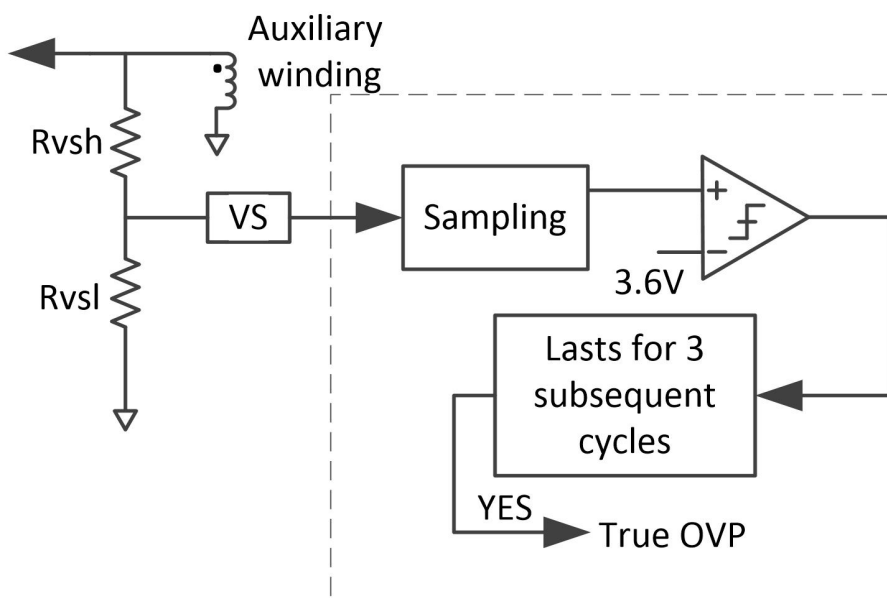 Auxiliary
winding
Rvsh
VS
Sampling
+
−
3.6V
Rvsl
Lasts for 3
subsequent
cycles
YES
True OVP